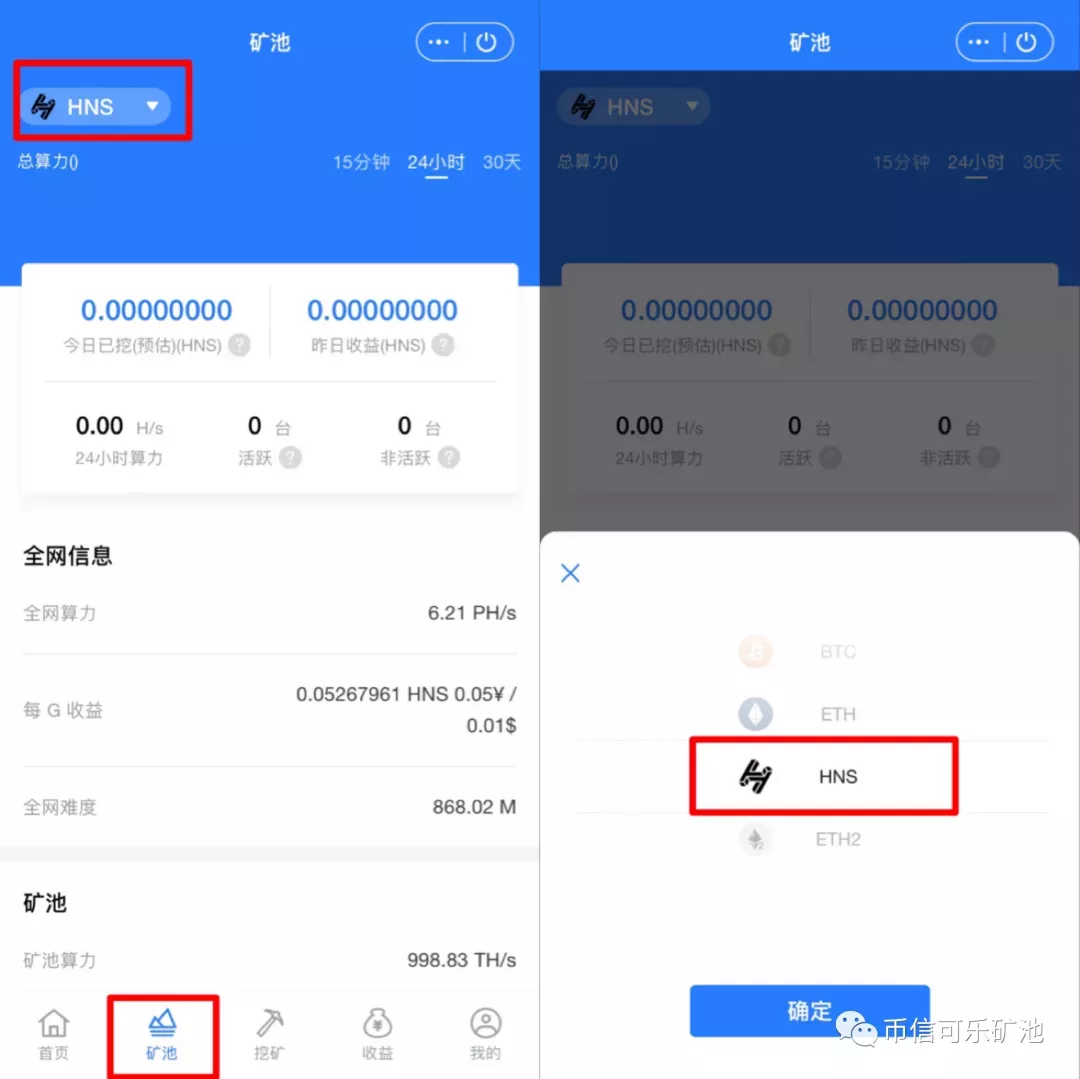 矿池
HNS
总算力()
15分钟 24小时 30天
0.00000000 0.00000000
今日已挖(预估)(HNS) ? 昨日收益(HNS) ?
0.00 H/s 0 台 0 台
24小时算力 活跃 ? 非活跃 ?
全网信息
全网算力 6.21 PH/s
每 G 收益 0.05267961 HNS 0.05¥ /
0.01$
全网难度 868.02 M
矿池
矿池算力 998.83 TH/s
首页 矿池 挖矿 收益 我的
矿池
HNS
总算力()
15分钟 24小时 30天
0.00000000 0.00000000
今日已挖(预估)(HNS) ? 昨日收益(HNS) ?
0.00 H/s 0 台 0 台
24小时算力 活跃 ? 非活跃 ?
BTC
ETH
HNS
ETH2
确定
币信可乐矿池